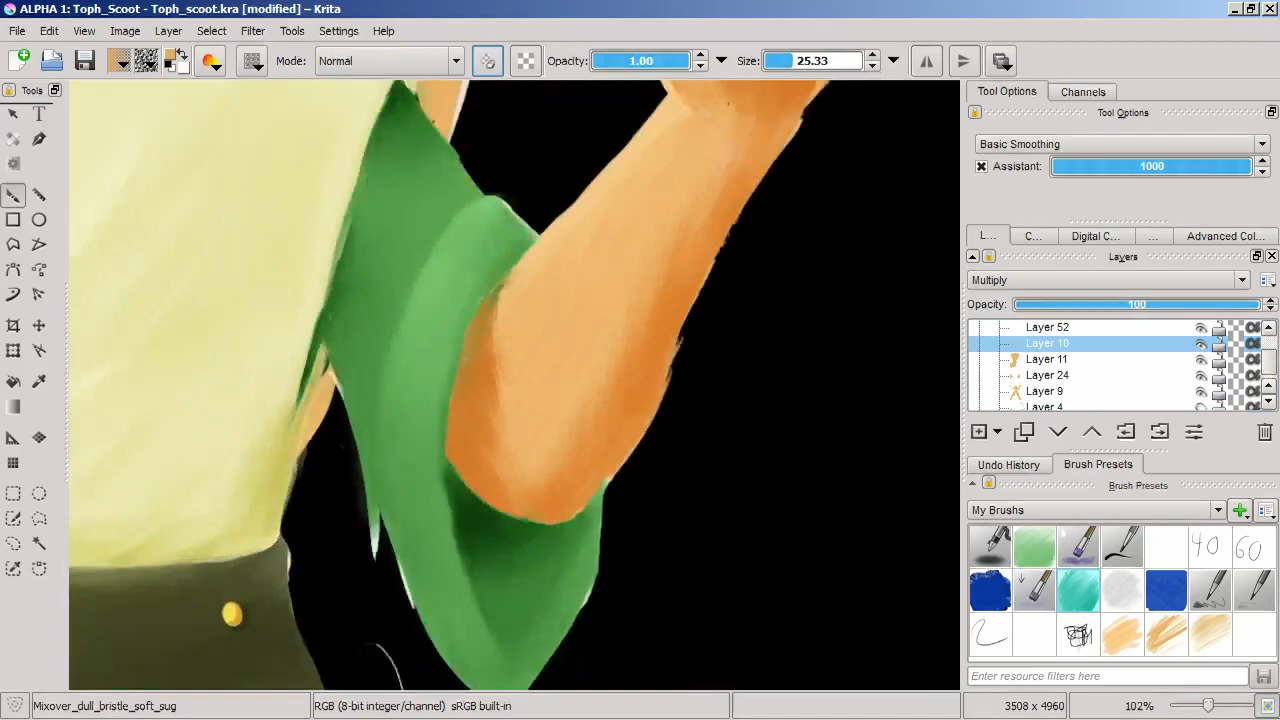 ALPHA 1: Toph_Scoot - Toph_scoot.kra [modified] – Krita
File Edit View Image Layer Select Filter Tools Settings Help
Mode: Normal Opacity: 1.00 Size: 25.33
Tools
Tool Options Channels
Tool Options
Basic Smoothing
Assistant: 1000
L... C... Digital C... ... Advanced Col...
Layers
Multiply
Opacity: 100
Layer 52
Layer 10
Layer 11
Layer 24
Layer 9
Layer 4
Undo History Brush Presets
Brush Presets
My Brushes
40 60
Enter resource filters here
Mixover_dull_bristle_soft_sug RGB (8-bit integer/channel) sRGB built-in 3508 x 4960 102%